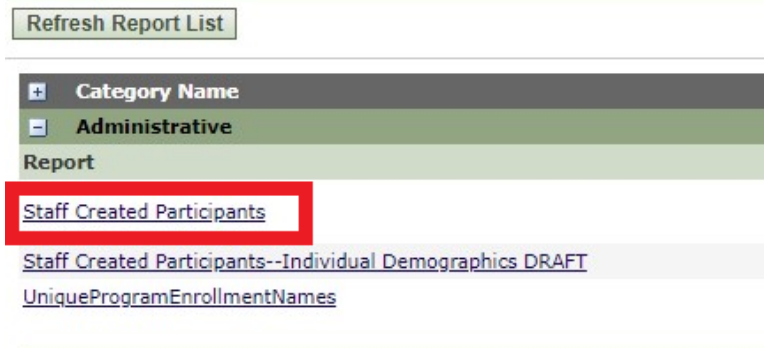 Refresh Report List
Category Name
Administrative
Report
Staff Created Participants
Staff Created Participants--Individual Demographics DRAFT
UniqueProgramEnrollmentNames